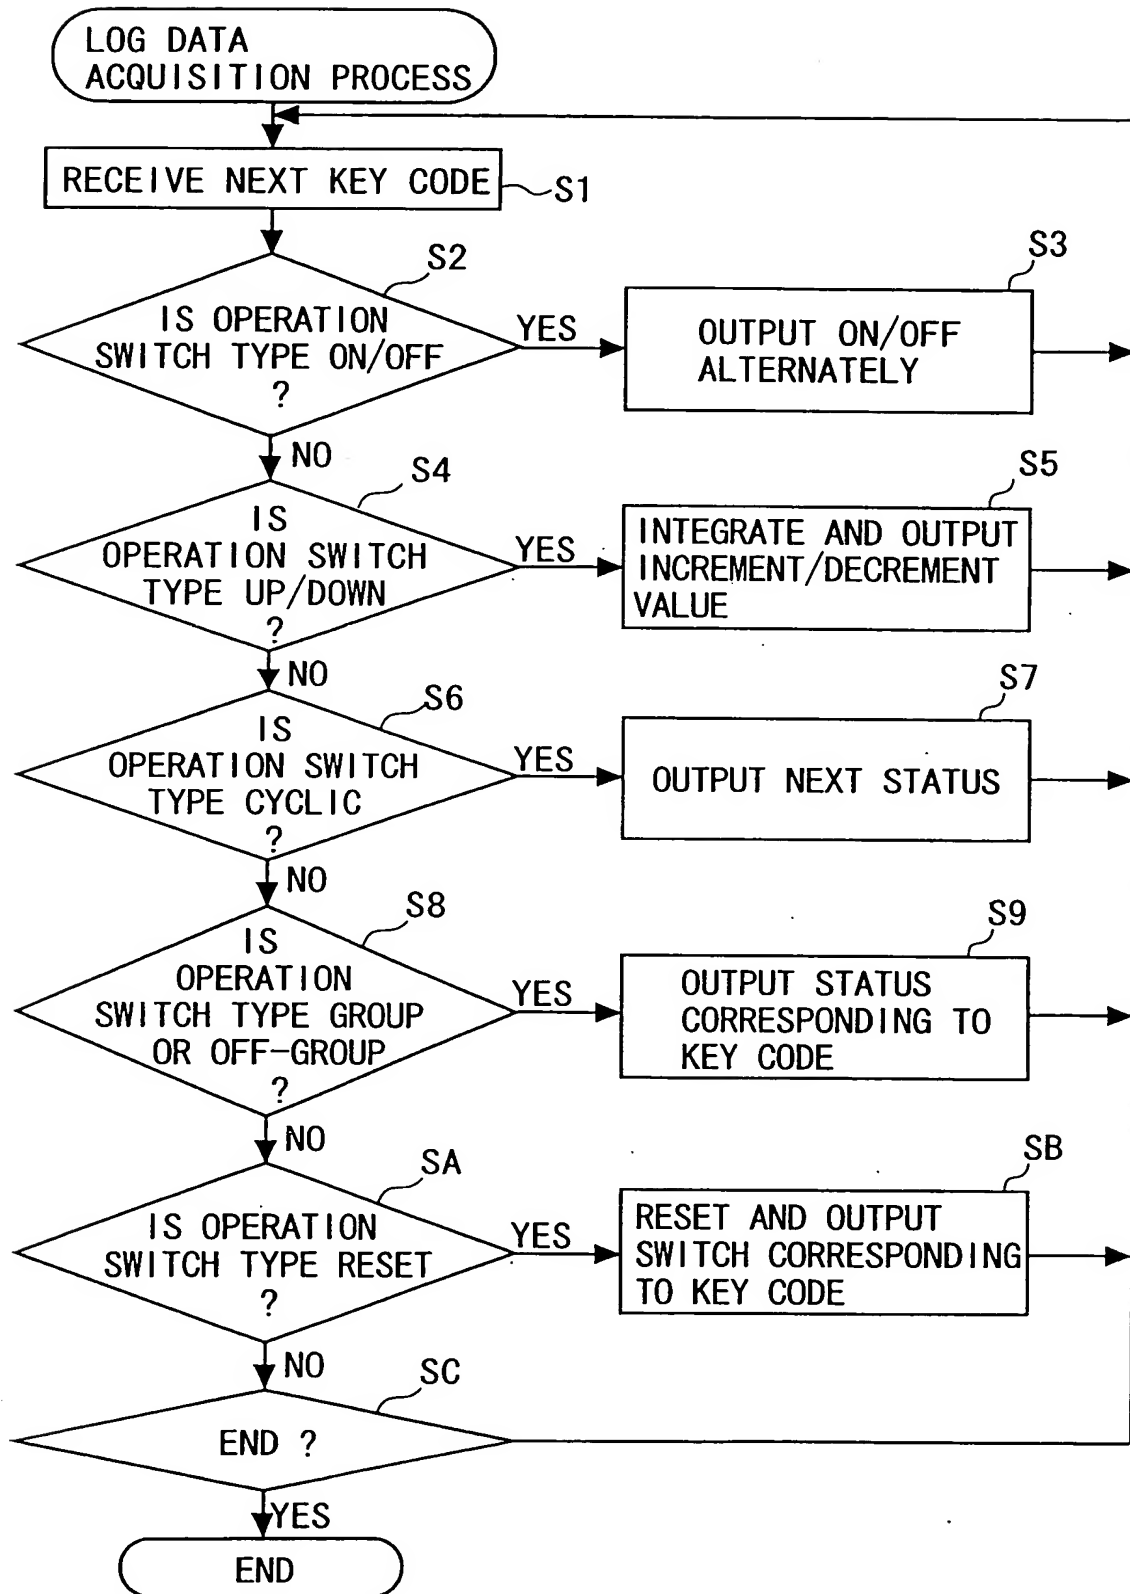 LOG DATA
ACQUISITION PROCESS
RECEIVE NEXT KEY CODE
S1
S2
IS OPERATION
SWITCH TYPE ON/OFF
?
YES
S3
OUTPUT ON/OFF
ALTERNATELY
NO
S4
IS
OPERATION SWITCH
TYPE UP/DOWN
?
YES
S5
INTEGRATE AND OUTPUT
INCREMENT/DECREMENT
VALUE
NO
S6
IS
OPERATION SWITCH
TYPE CYCLIC
?
YES
S7
OUTPUT NEXT STATUS
NO
S8
IS
OPERATION
SWITCH TYPE GROUP
OR OFF-GROUP
?
YES
S9
OUTPUT STATUS
CORRESPONDING TO
KEY CODE
NO
SA
IS OPERATION
SWITCH TYPE RESET
?
YES
SB
RESET AND OUTPUT
SWITCH CORRESPONDING
TO KEY CODE
NO
SC
END ?
YES
END